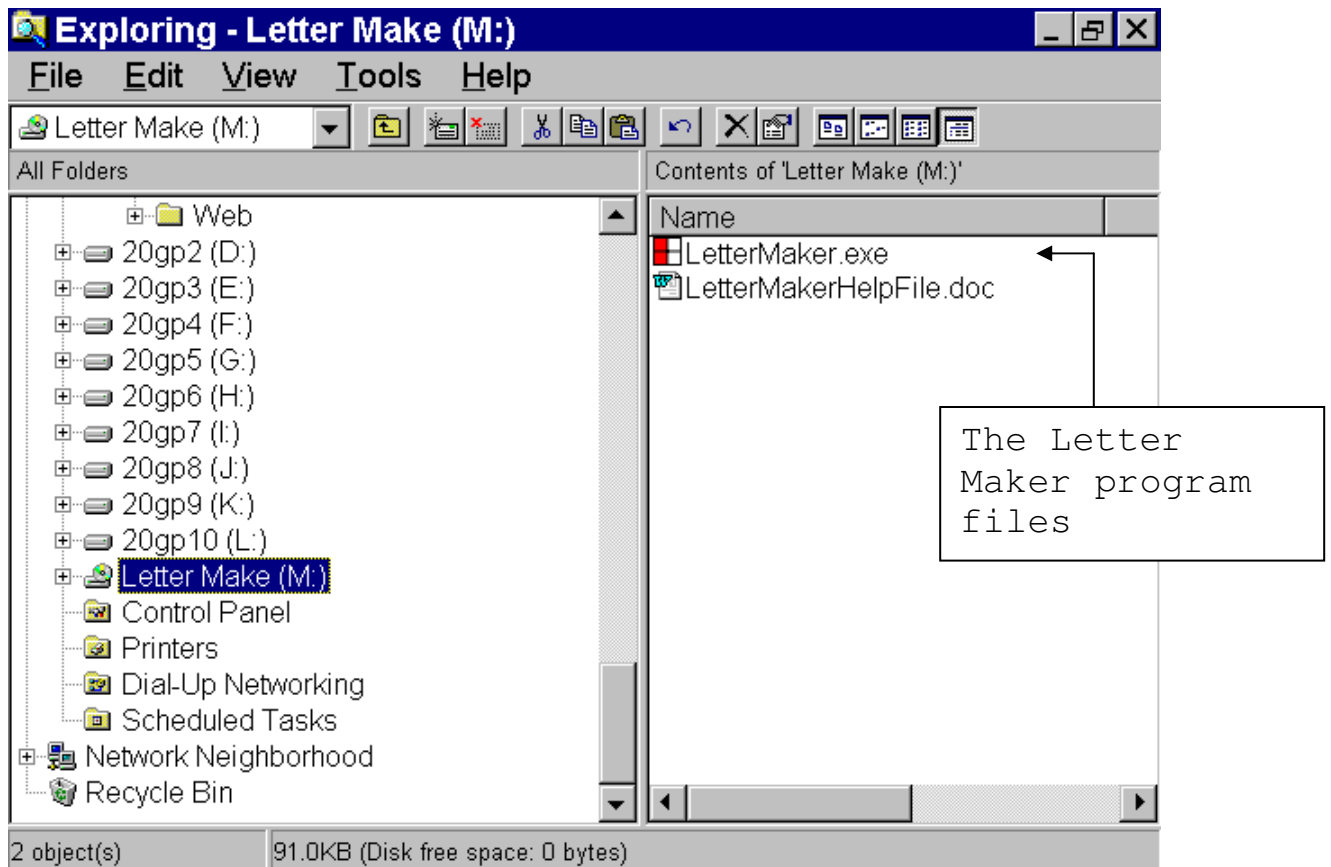 Exploring - Letter Make (M:)
File Edit View Tools Help
Letter Make (M:)
All Folders
Contents of 'Letter Make (M:)'
Web
20gp2 (D:)
20gp3 (E:)
20gp4 (F:)
20gp5 (G:)
20gp6 (H:)
20gp7 (I:)
20gp8 (J:)
20gp9 (K:)
20gp10 (L:)
Letter Make (M:)
Control Panel
Printers
Dial-Up Networking
Scheduled Tasks
Network Neighborhood
Recycle Bin
Name
LetterMaker.exe
LetterMakerHelpFile.doc
The Letter
Maker program
files
2 object(s)
91.0KB (Disk free space: 0 bytes)